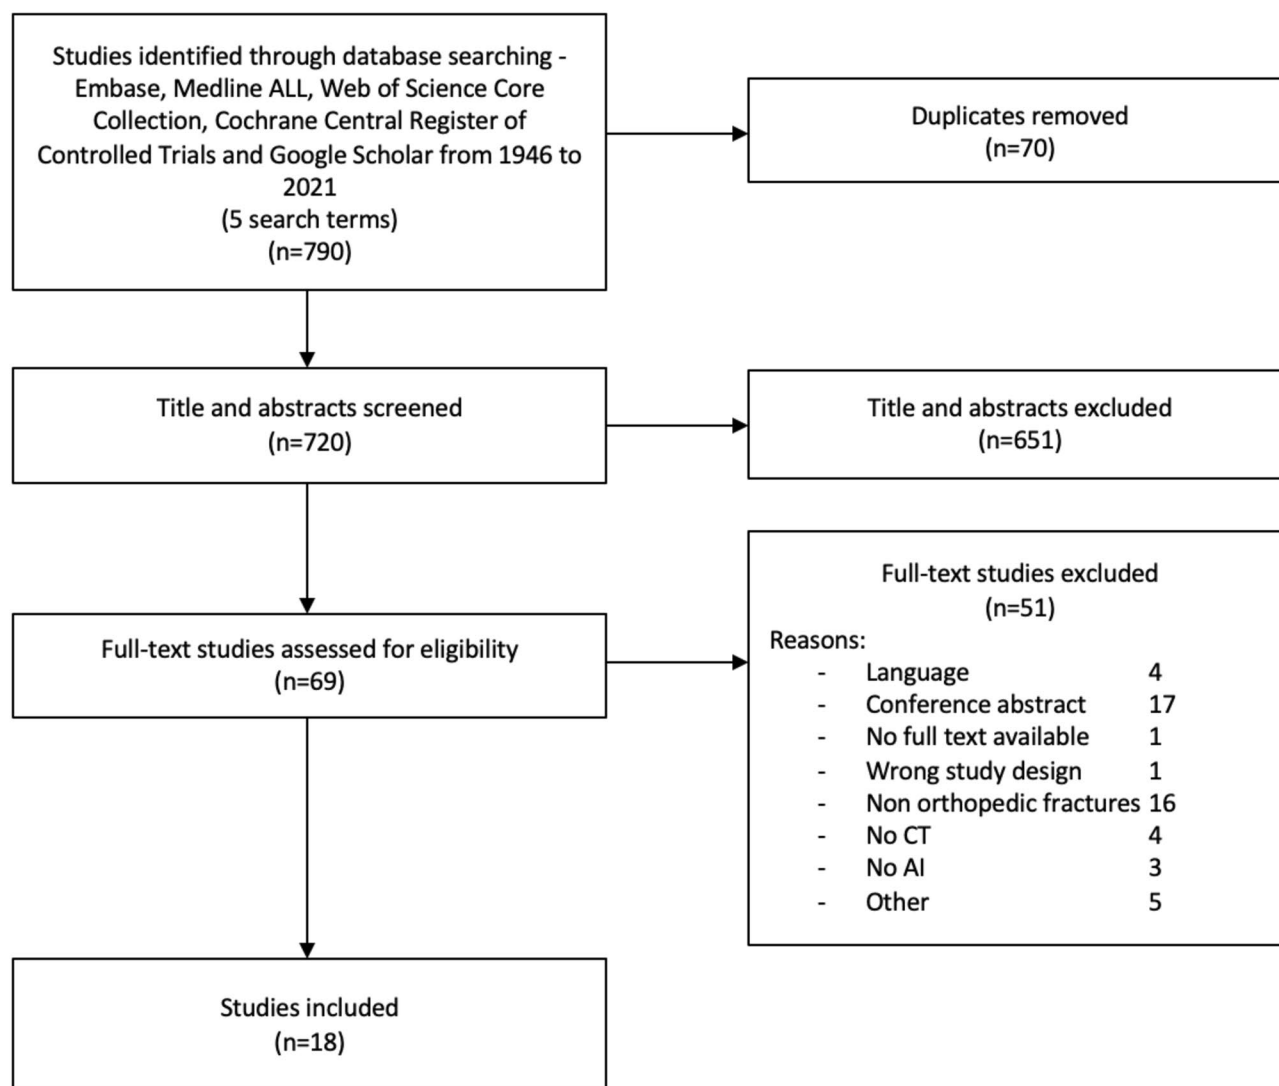 Studies identified through database searching -
Embase, Medline ALL, Web of Science Core
Collection, Cochrane Central Register of
Controlled Trials and Google Scholar from 1946 to
2021
(5 search terms)
(n=790)
Duplicates removed
(n=70)
Title and abstracts screened
(n=720)
Title and abstracts excluded
(n=651)
Full-text studies assessed for eligibility
(n=69)
Full-text studies excluded
(n=51)
Reasons:
- Language 4
- Conference abstract 17
- No full text available 1
- Wrong study design 1
- Non orthopedic fractures 16
- No CT 4
- No AI 3
- Other 5
Studies included
(n=18)